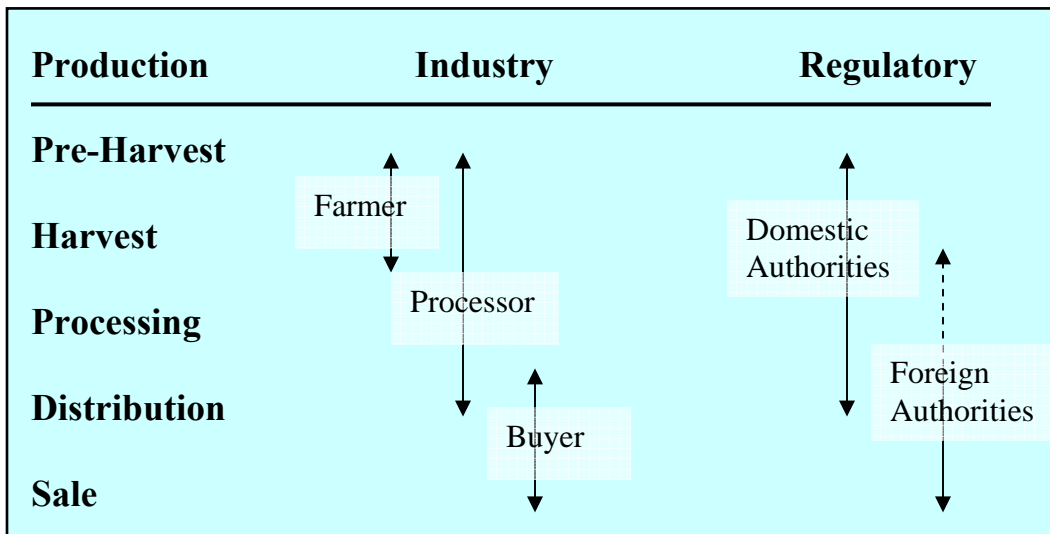 Production Industry Regulatory
Pre-Harvest
Farmer
Harvest
Domestic
Authorities
Processor
Processing
Foreign
Authorities
Distribution
Buyer
Sale